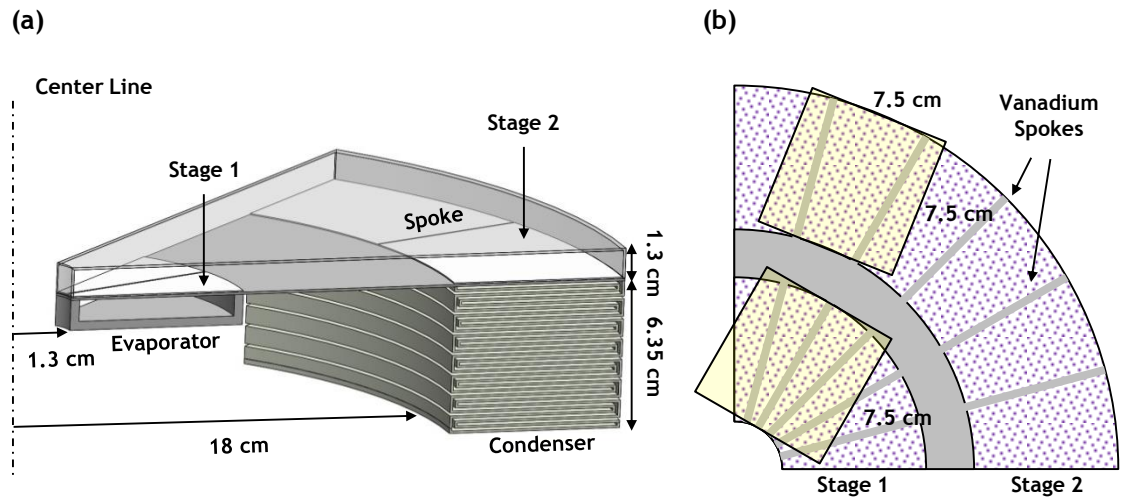 (a)
Center Line
Stage 1
Stage 2
Spoke
1.3 cm
6.35 cm
Evaporator
1.3 cm
18 cm
Condenser
(b)
7.5 cm
Vanadium
Spokes
7.5 cm
7.5 cm
Stage 1
Stage 2